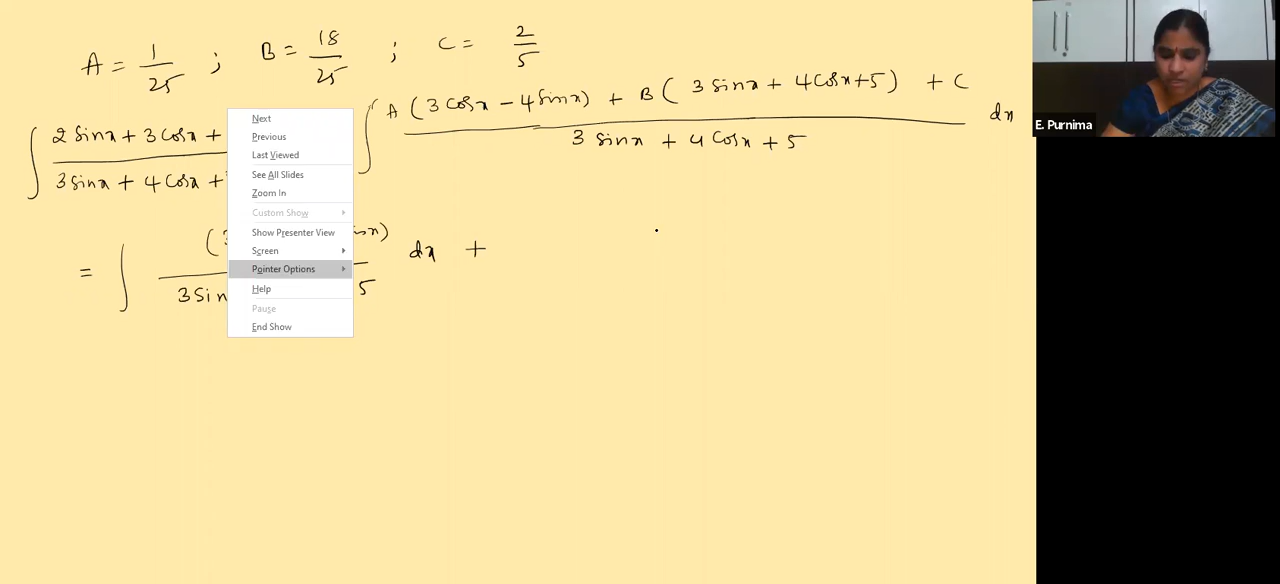 A = 1/25 ; B = 18/25 ; C = 2/5
∫ 2 sinx + 3 cosx + / 3 sinx + 4 cosx + ∫ A (3 cosx - 4 sinx) + B ( 3 sinx + 4 cosx + 5) + C / 3 sinx + 4 cosx + 5 dx
= ∫ (3 / 3 sin 5 dx +
Next
Previous
Last Viewed
See All Slides
Zoom In
Custom Show
Show Presenter View
Screen
Pointer Options
Help
Pause
End Show
E. Purnima